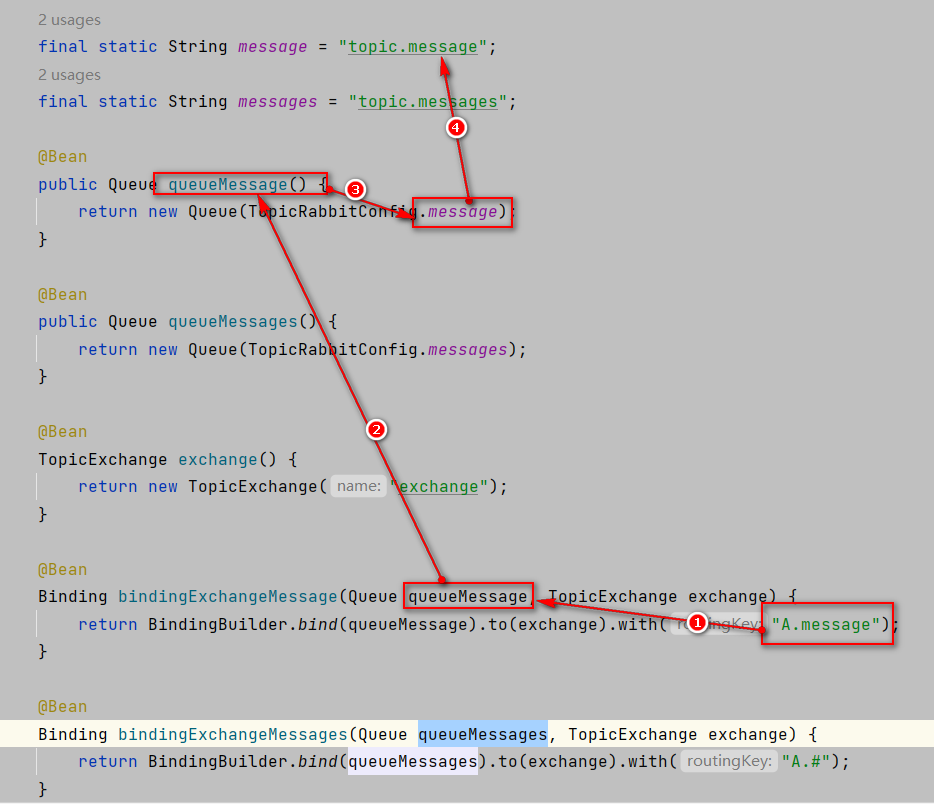 2 usages
final static String message = "topic.message";
2 usages
final static String messages = "topic.messages";
4
@Bean
public Queue queueMessage() {
3
return new Queue(TopicRabbitConfig.message);
}
@Bean
public Queue queueMessages() {
return new Queue(TopicRabbitConfig.messages);
}
2
@Bean
TopicExchange exchange() {
return new TopicExchange( name: "exchange");
}
@Bean
Binding bindingExchangeMessage(Queue queueMessage, TopicExchange exchange) {
return BindingBuilder.bind(queueMessage).to(exchange).with( routingKey: "A.message");
1
}
@Bean
Binding bindingExchangeMessages(Queue queueMessages, TopicExchange exchange) {
return BindingBuilder.bind(queueMessages).to(exchange).with( routingKey: "A.#");
}